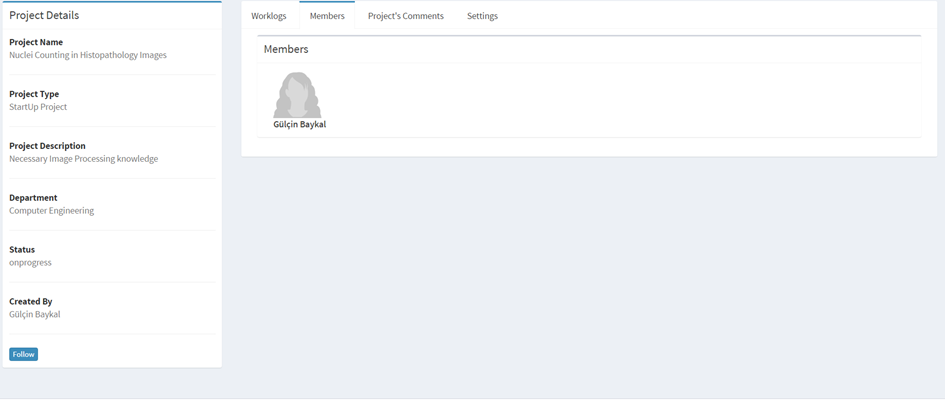 Project Details
Project Name
Nuclei Counting in Histopathology Images
Project Type
StartUp Project
Project Description
Necessary Image Processing knowledge
Department
Computer Engineering
Status
onprogress
Created By
Gülçin Baykal
Follow
Worklogs Members Project's Comments Settings
Members
Gülçin Baykal